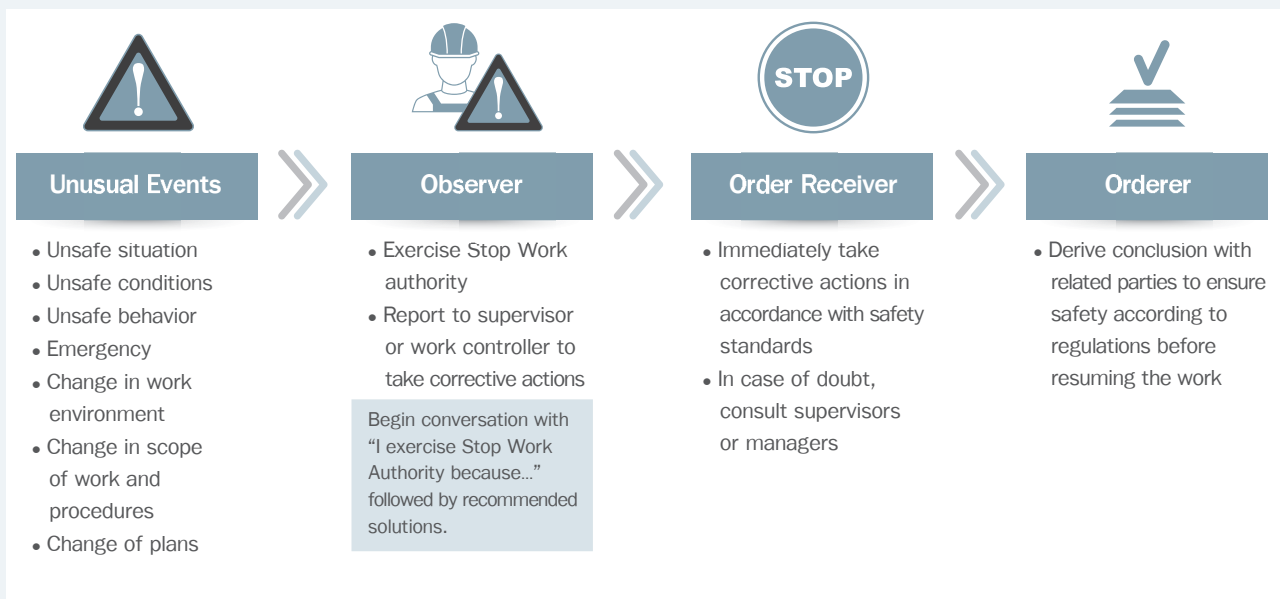 STOP
Unusual Events
• Unsafe situation
• Unsafe conditions
• Unsafe behavior
• Emergency
• Change in work
environment
• Change in scope
of work and
procedures
• Change of plans
Observer
• Exercise Stop Work
authority
• Report to supervisor
or work controller to
take corrective actions
Begin conversation with
“I exercise Stop Work
Authority because...”
followed by recommended
solutions.
Order Receiver
• Immediately take
corrective actions in
accordance with safety
standards
• In case of doubt,
consult supervisors
or managers
Orderer
• Derive conclusion with
related parties to ensure
safety according to
regulations before
resuming the work